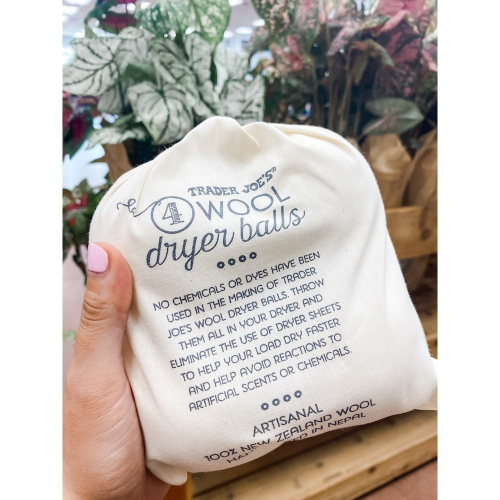 TRADER JOE'S®
4 WOOL
dryer balls
NO CHEMICALS OR DYES HAVE BEEN
USED IN THE MAKING OF TRADER
JOE'S WOOL DRYER BALLS. THROW
THEM ALL IN YOUR DRYER AND
ELIMINATE THE USE OF DRYER SHEETS
TO HELP YOUR LOAD DRY FASTER
AND HELP AVOID REACTIONS TO
ARTIFICIAL SCENTS OR CHEMICALS.
ARTISANAL
100% NEW ZEALAND WOOL
IN NEPAL